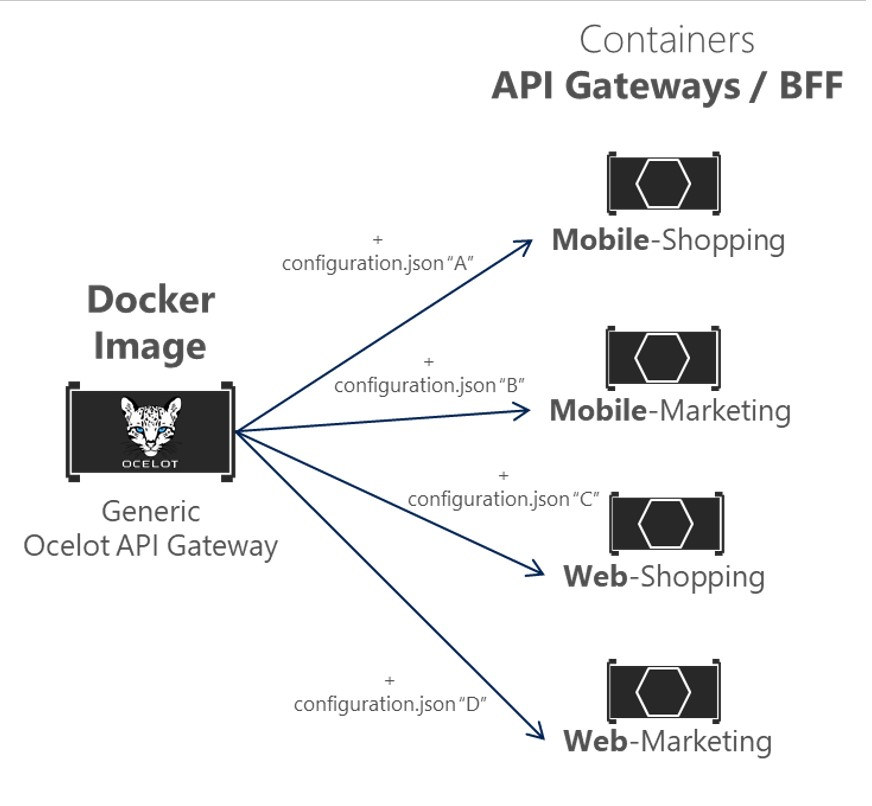 Containers
API Gateways / BFF
+
configuration.json “A”
Mobile-Shopping
Docker
Image
OCELOT
Generic
Ocelot API Gateway
+
configuration.json “B”
Mobile-Marketing
+
configuration.json “C”
Web-Shopping
+
configuration.json “D”
Web-Marketing